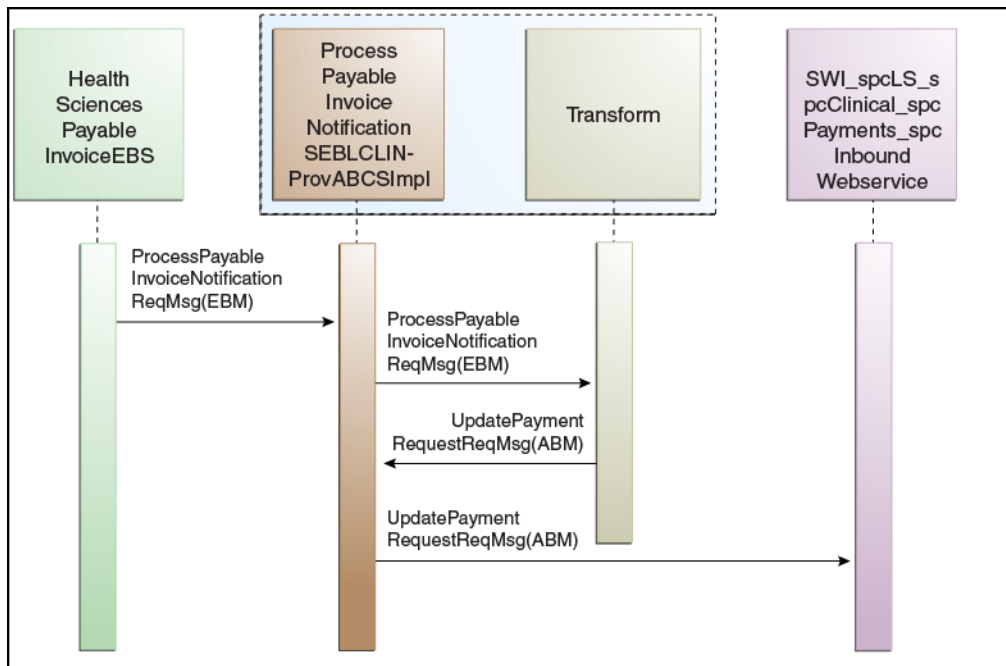 Health
Sciences
Payable
InvoiceEBS
Process
Payable
Invoice
Notification
SEBLCLIN-
ProvABCSImpl
Transform
SWI_spcLS_s
pcClinical_spc
Payments_spc
Inbound
Webservice
ProcessPayable
InvoiceNotification
ReqMsg(EBM)
ProcessPayable
InvoiceNotification
ReqMsg(EBM)
UpdatePayment
RequestReqMsg(ABM)
UpdatePayment
RequestReqMsg(ABM)